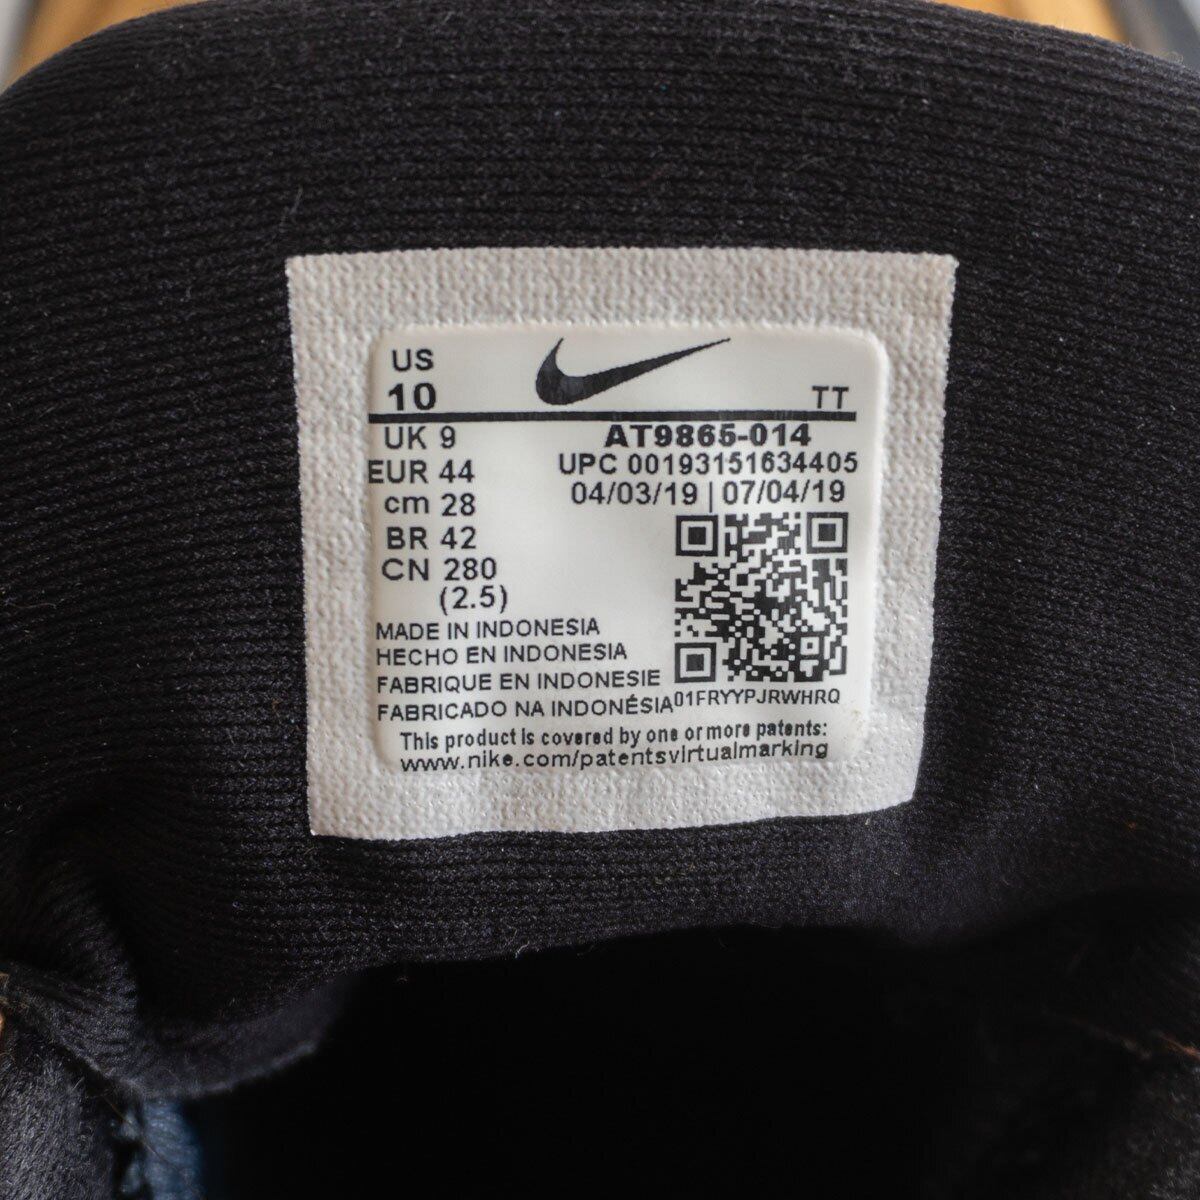 US
10 TT
UK 9
EUR 44
cm 28
BR 42
CN 280
(2.5)
AT9865-014
UPC 00193151634405
04/03/19 | 07/04/19
MADE IN INDONESIA
HECHO EN INDONESIA
FABRIQUE EN INDONESIE
FABRICADO NA INDONÉSIA
01FRYYPJRWHRQ
This product is covered by one or more patents:
www.nike.com/patentsvirtualmarking